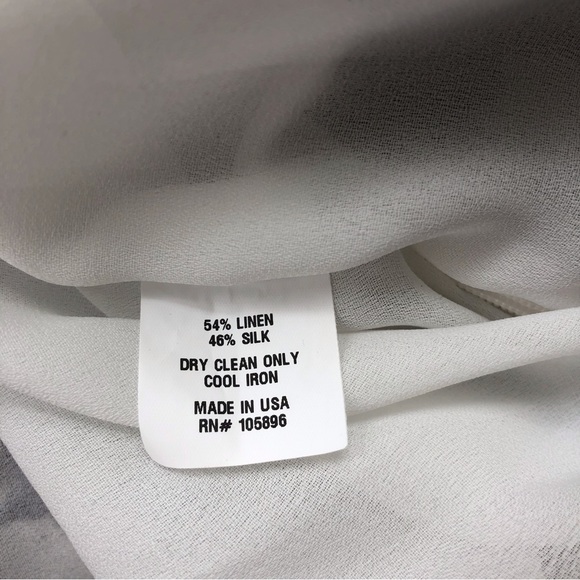 54% LINEN
46% SILK
DRY CLEAN ONLY
COOL IRON
MADE IN USA
RN# 105896